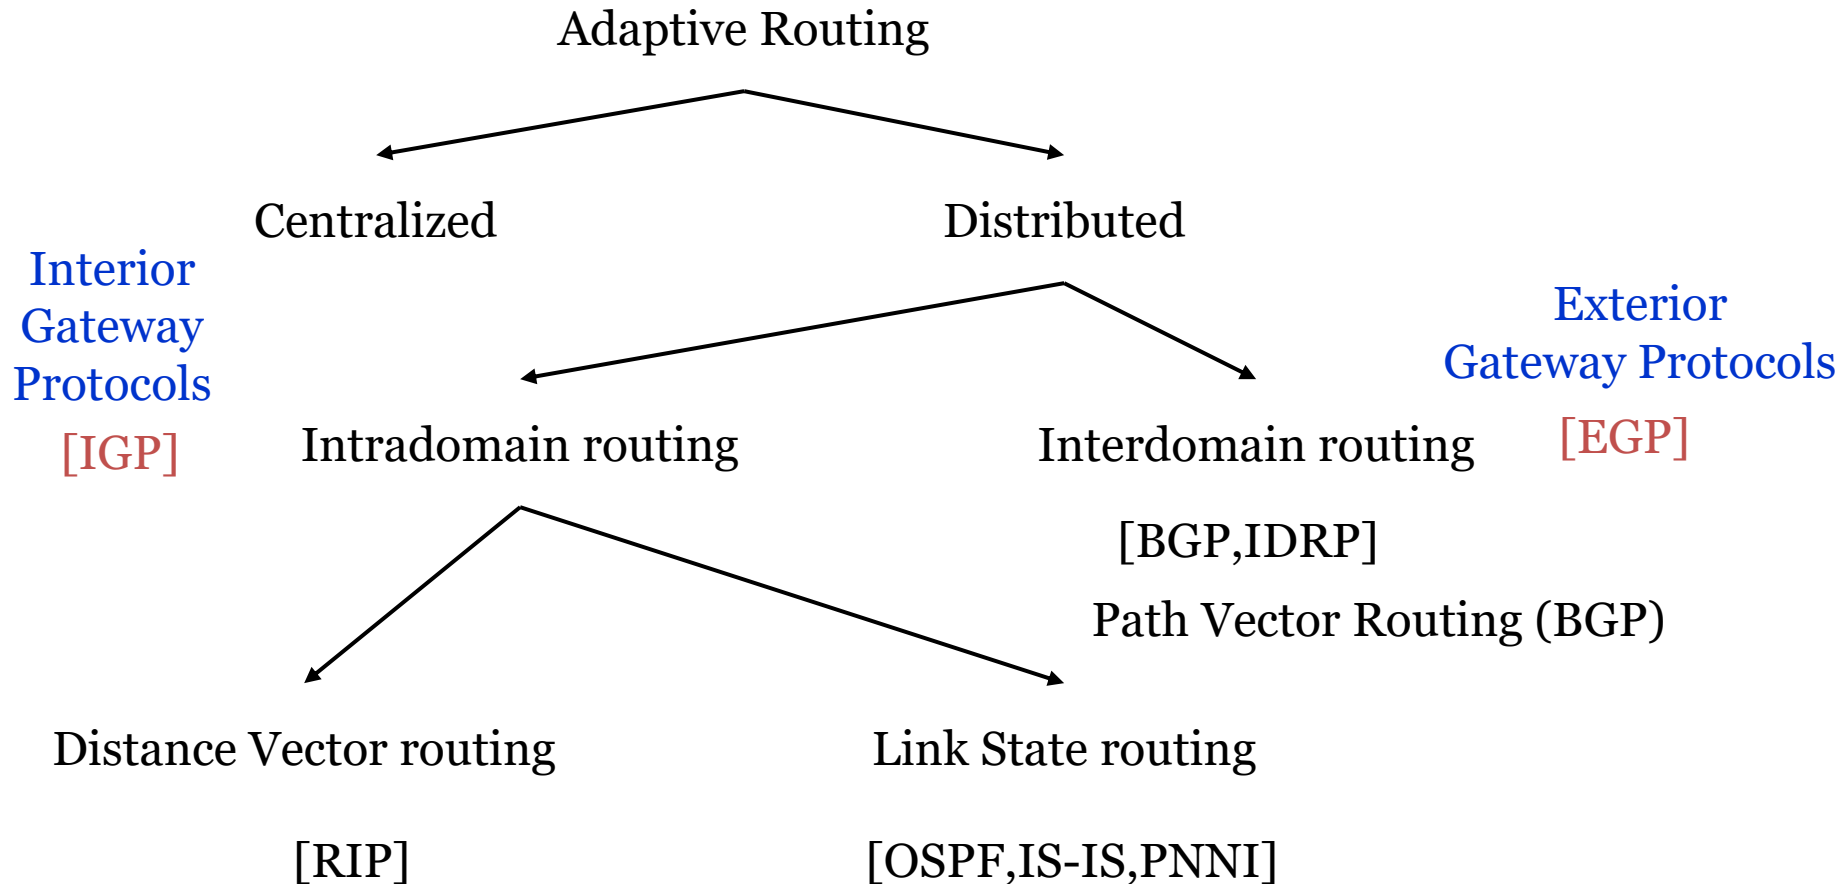 Adaptive Routing
Centralized
Distributed
Interior
Gateway
Protocols
[IGP]
Exterior
Gateway Protocols
[EGP]
Intradomain routing
Interdomain routing
[BGP,IDRP]
Path Vector Routing (BGP)
Distance Vector routing
Link State routing
[RIP]
[OSPF,IS-IS,PNNI]